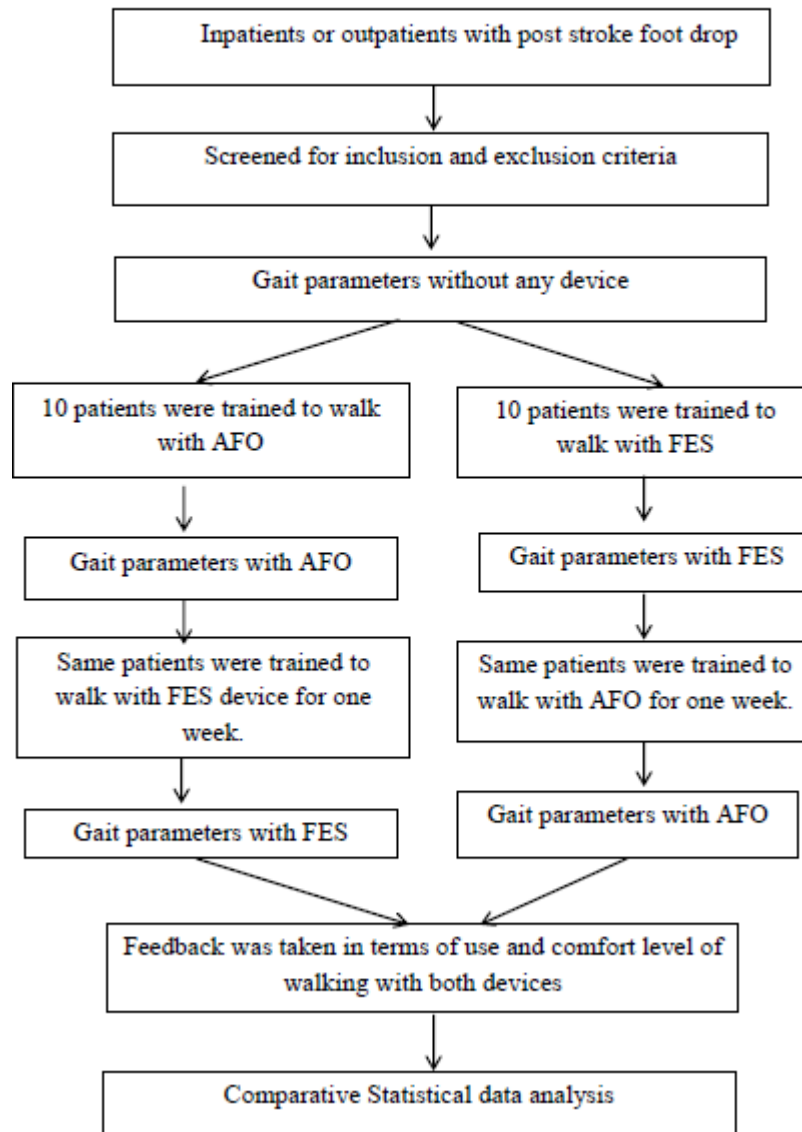 Inpatients or outpatients with post stroke foot drop
Screened for inclusion and exclusion criteria
Gait parameters without any device
10 patients were trained to walk
with AFO
10 patients were trained to
walk with FES
Gait parameters with AFO
Gait parameters with FES
Same patients were trained to
walk with FES device for one
week.
Same patients were trained to
walk with AFO for one week.
Gait parameters with FES
Gait parameters with AFO
Feedback was taken in terms of use and comfort level of
walking with both devices
Comparative Statistical data analysis